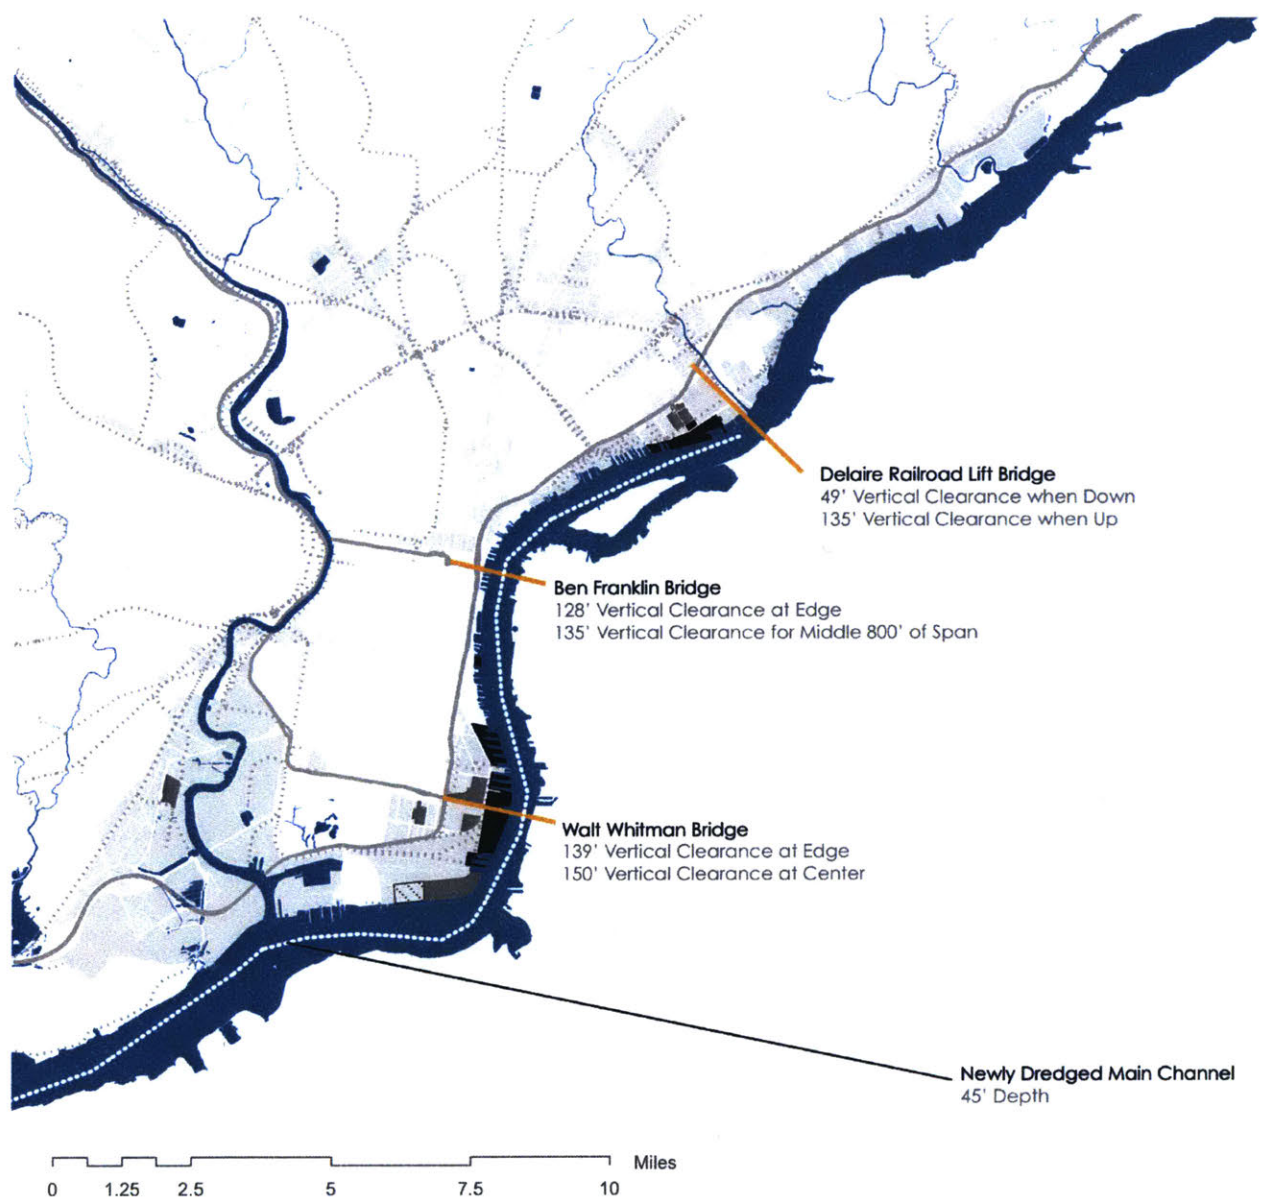 Delaire Railroad Lift Bridge
49' Vertical Clearance when Down
135' Vertical Clearance when Up
Ben Franklin Bridge
128' Vertical Clearance at Edge
135' Vertical Clearance for Middle 800' of Span
Walt Whitman Bridge
139' Vertical Clearance at Edge
150' Vertical Clearance at Center
Newly Dredged Main Channel
45' Depth
Miles
0 1.25 2.5 5 7.5 10